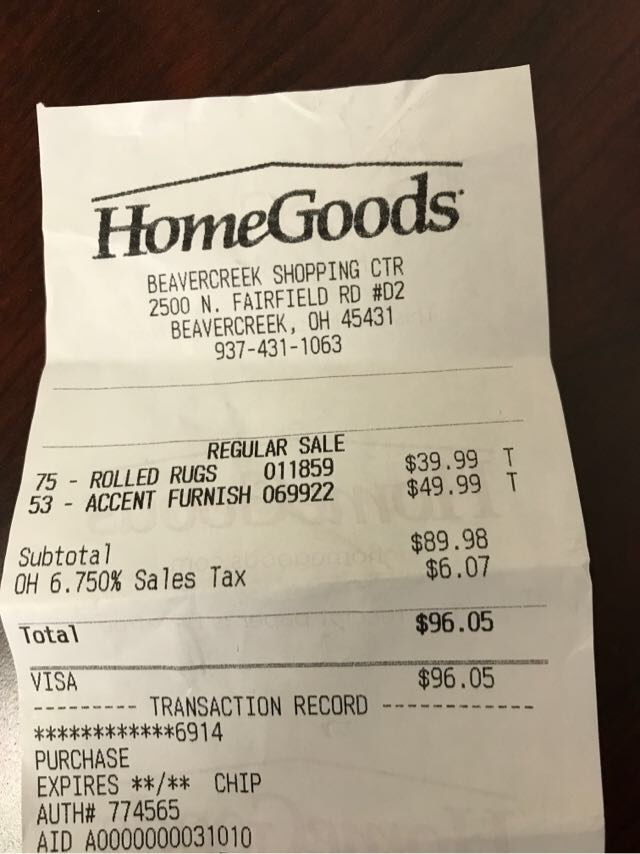 HomeGoods
BEAVERCREEK SHOPPING CTR
2500 N. FAIRFIELD RD #D2
BEAVERCREEK, OH 45431
937-431-1063
REGULAR SALE
75 - ROLLED RUGS 011859 $39.99 T
53 - ACCENT FURNISH 069922 $49.99 T
Subtotal $89.98
OH 6.750% Sales Tax $6.07
Total $96.05
VISA $96.05
--------- TRANSACTION RECORD -------------
************6914
PURCHASE
EXPIRES **/** CHIP
AUTH# 774565
AID A0000000031010